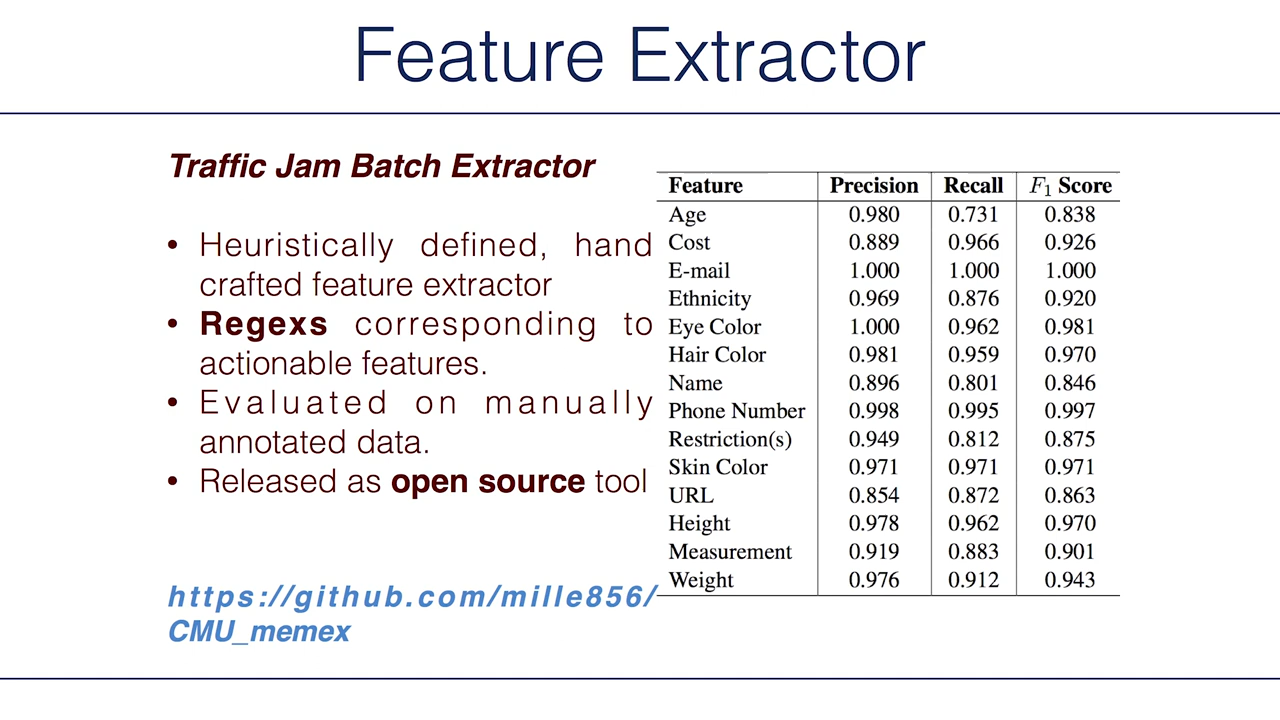 Feature Extractor
Traffic Jam Batch Extractor
• Heuristically defined, hand
crafted feature extractor
• Regexs corresponding to
actionable features.
• Evaluated on manually
annotated data.
• Released as open source tool
https://github.com/mille856/
CMU_memex
Feature Precision Recall F1 Score
Age 0.980 0.731 0.838
Cost 0.889 0.966 0.926
E-mail 1.000 1.000 1.000
Ethnicity 0.969 0.876 0.920
Eye Color 1.000 0.962 0.981
Hair Color 0.981 0.959 0.970
Name 0.896 0.801 0.846
Phone Number 0.998 0.995 0.997
Restriction(s) 0.949 0.812 0.875
Skin Color 0.971 0.971 0.971
URL 0.854 0.872 0.863
Height 0.978 0.962 0.970
Measurement 0.919 0.883 0.901
Weight 0.976 0.912 0.943